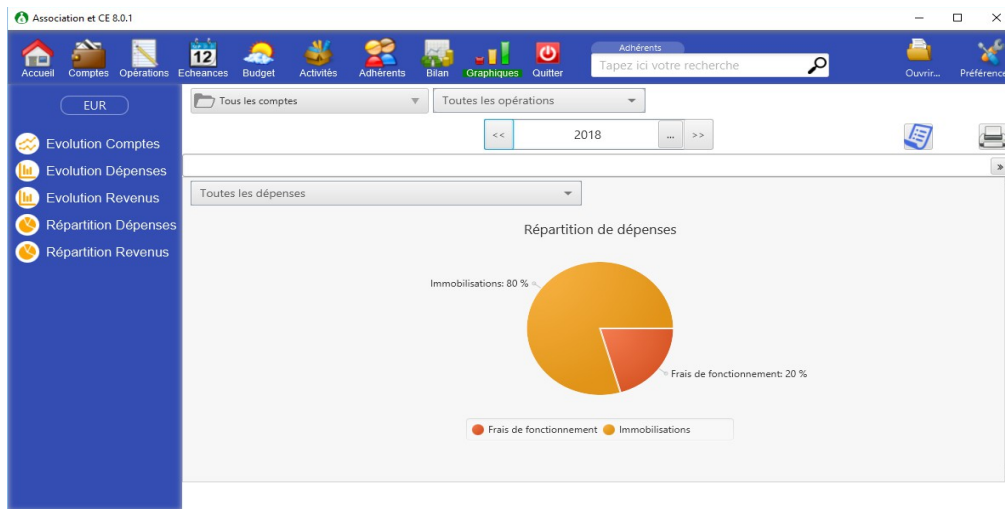 Association et CE 8.0.1
Accueil Comptes Opérations Echeances Budget Activités Adhérents Bilan Graphiques Quitter
12
Adhérents
Tapez ici votre recherche
Ouvrir... Préférence
EUR
Evolution Comptes
Evolution Dépenses
Evolution Revenus
Répartition Dépenses
Répartition Revenus
Tous les comptes
Toutes les opérations
<< 2018 ... >>
»
Toutes les dépenses
Répartition de dépenses
Immobilisations: 80 %
Frais de fonctionnement: 20 %
Frais de fonctionnement Immobilisations